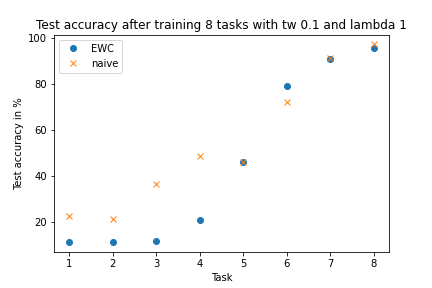 Test accuracy after training 8 tasks with tw 0.1 and lambda 1
100
80
60
40
20
Test accuracy in %
EWC
naive
1 2 3 4 5 6 7 8
Task